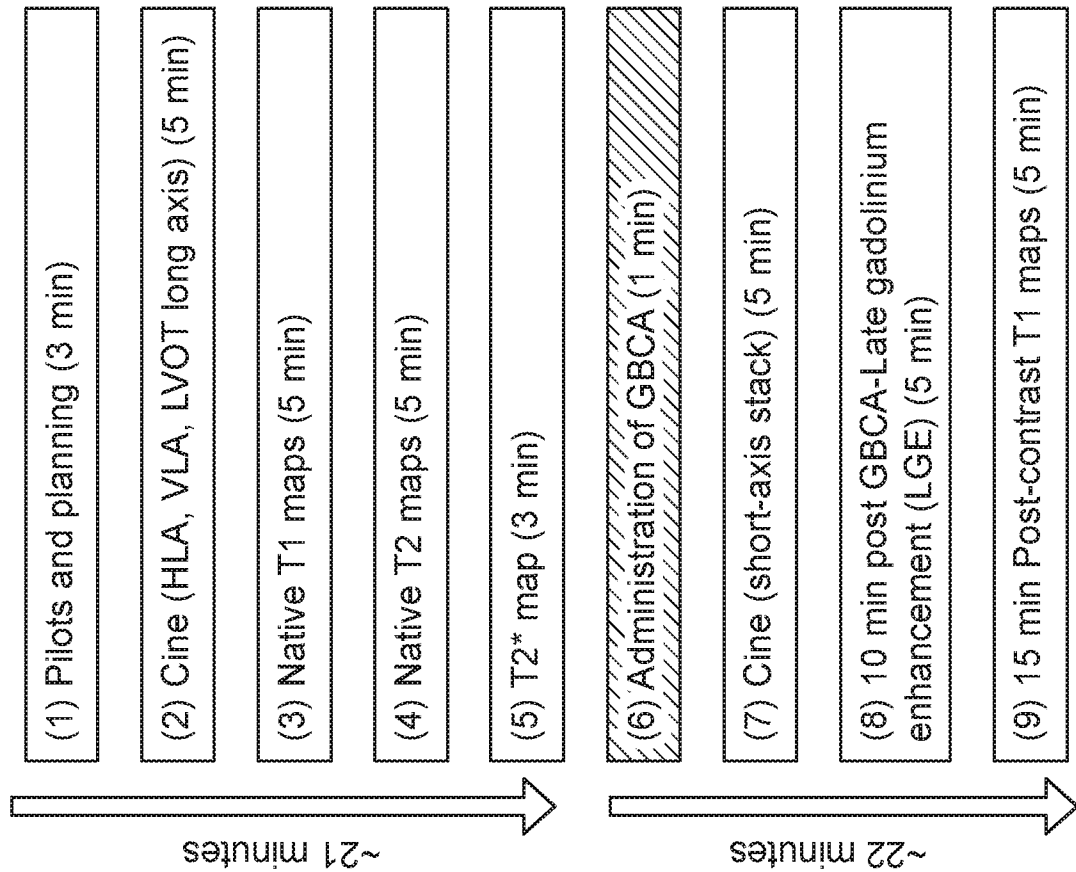 (1) Pilots and planning (3 min)
(2) Cine (HLA, VLA, LVOT long axis) (5 min)
(3) Native T1 maps (5 min)
(4) Native T2 maps (5 min)
(5) T2* map (3 min)
~21 minutes
(6) Administration of GBCA (1 min)
(7) Cine (short-axis stack) (5 min)
(8) 10 min post GBCA-Late gadolinium
enhancement (LGE) (5 min)
(9) 15 min Post-contrast T1 maps (5 min)
~22 minutes